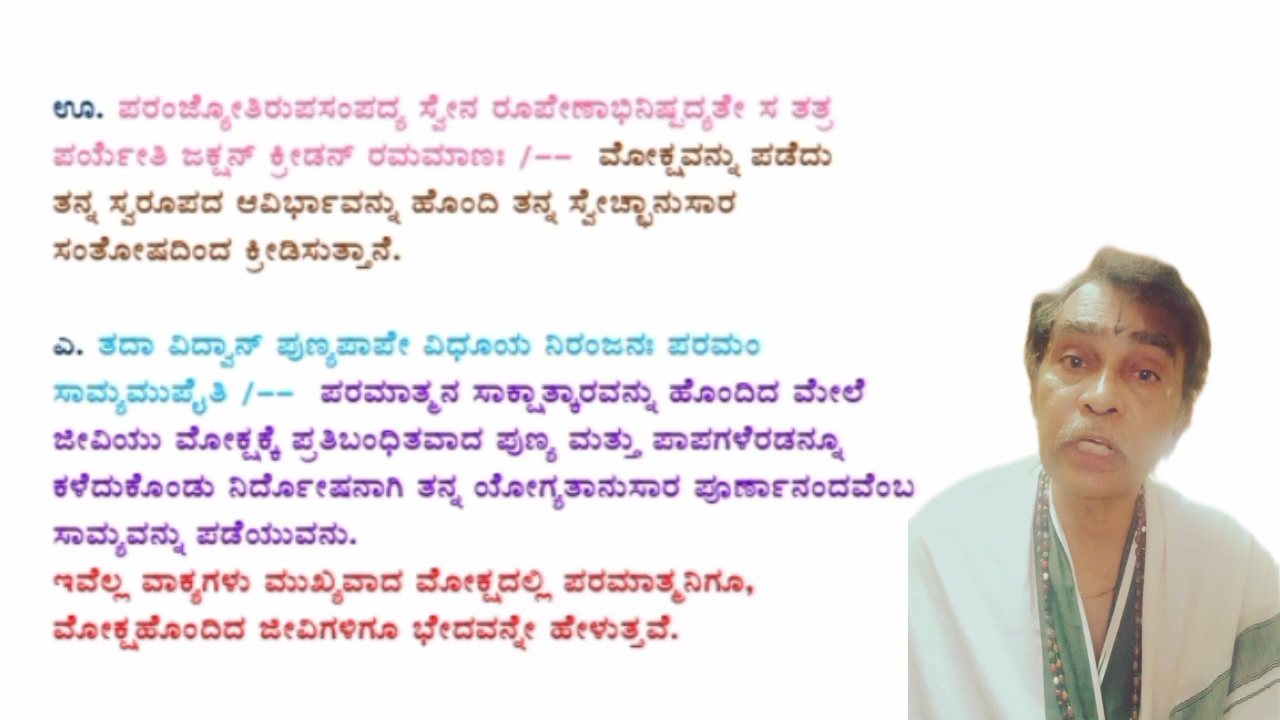 ಊ. ಪರಂಜ್ಯೋತಿರುಪಸಂಪದ್ಯ ಸ್ವೇನ ರೂಪೇಣಾಭಿನಿಷ್ಪದ್ಯತೇ ಸ ತತ್ರ
ಪರ್ಯೇತಿ ಜಕ್ಷನ್ ಕ್ರೀಡನ್ ರಮಮಾಣಃ /-- ಮೋಕ್ಷವನ್ನು ಪಡೆದು
ತನ್ನ ಸ್ವರೂಪದ ಆವಿರ್ಭಾವವನ್ನು ಹೊಂದಿ ತನ್ನ ಸ್ವೇಚ್ಛಾನುಸಾರ
ಸಂತೋಷದಿಂದ ಕ್ರೀಡಿಸುತ್ತಾನೆ.
ಎ. ತದಾ ವಿದ್ವಾನ್ ಪುಣ್ಯಪಾಪೇ ವಿಧೂಯ ನಿರಂಜನಃ ಪರಮಂ
ಸಾಮ್ಯಮುಪೈತಿ /-- ಪರಮಾತ್ಮನ ಸಾಕ್ಷಾತ್ಕಾರವನ್ನು ಹೊಂದಿದ ಮೇಲೆ
ಜೀವಿಯು ಮೋಕ್ಷಕ್ಕೆ ಪ್ರತಿಬಂಧಿತವಾದ ಪುಣ್ಯ ಮತ್ತು ಪಾಪಗಳೆರಡನ್ನೂ
ಕಳೆದುಕೊಂಡು ನಿರ್ದೋಷನಾಗಿ ತನ್ನ ಯೋಗ್ಯತಾನುಸಾರ ಪೂರ್ಣಾನಂದವೆಂಬ
ಸಾಮ್ಯವನ್ನು ಪಡೆಯುವನು.
ಇವೆಲ್ಲ ವಾಕ್ಯಗಳು ಮುಖ್ಯವಾದ ಮೋಕ್ಷದಲ್ಲಿ ಪರಮಾತ್ಮನಿಗೂ,
ಮೋಕ್ಷಹೊಂದಿದ ಜೀವಿಗಳಿಗೂ ಭೇದವನ್ನೇ ಹೇಳುತ್ತವೆ.